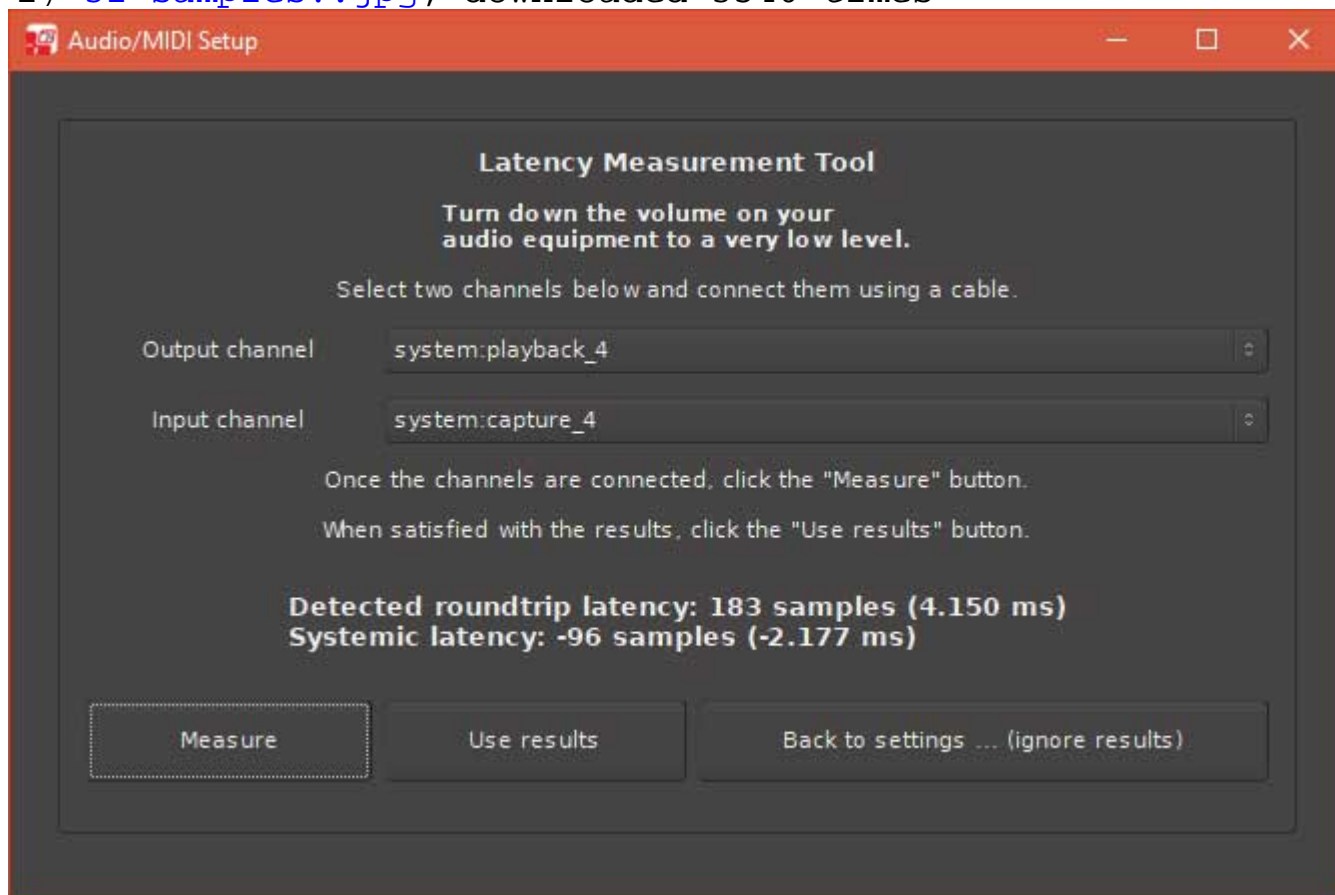 Audio/MIDI Setup
Latency Measurement Tool
Turn down the volume on your
audio equipment to a very low level.
Select two channels below and connect them using a cable.
Output channel system:playback_4
Input channel system:capture_4
Once the channels are connected, click the "Measure" button.
When satisfied with the results, click the "Use results" button.
Detected roundtrip latency: 183 samples (4.150 ms)
Systemic latency: -96 samples (-2.177 ms)
Measure Use results Back to settings ... (ignore results)